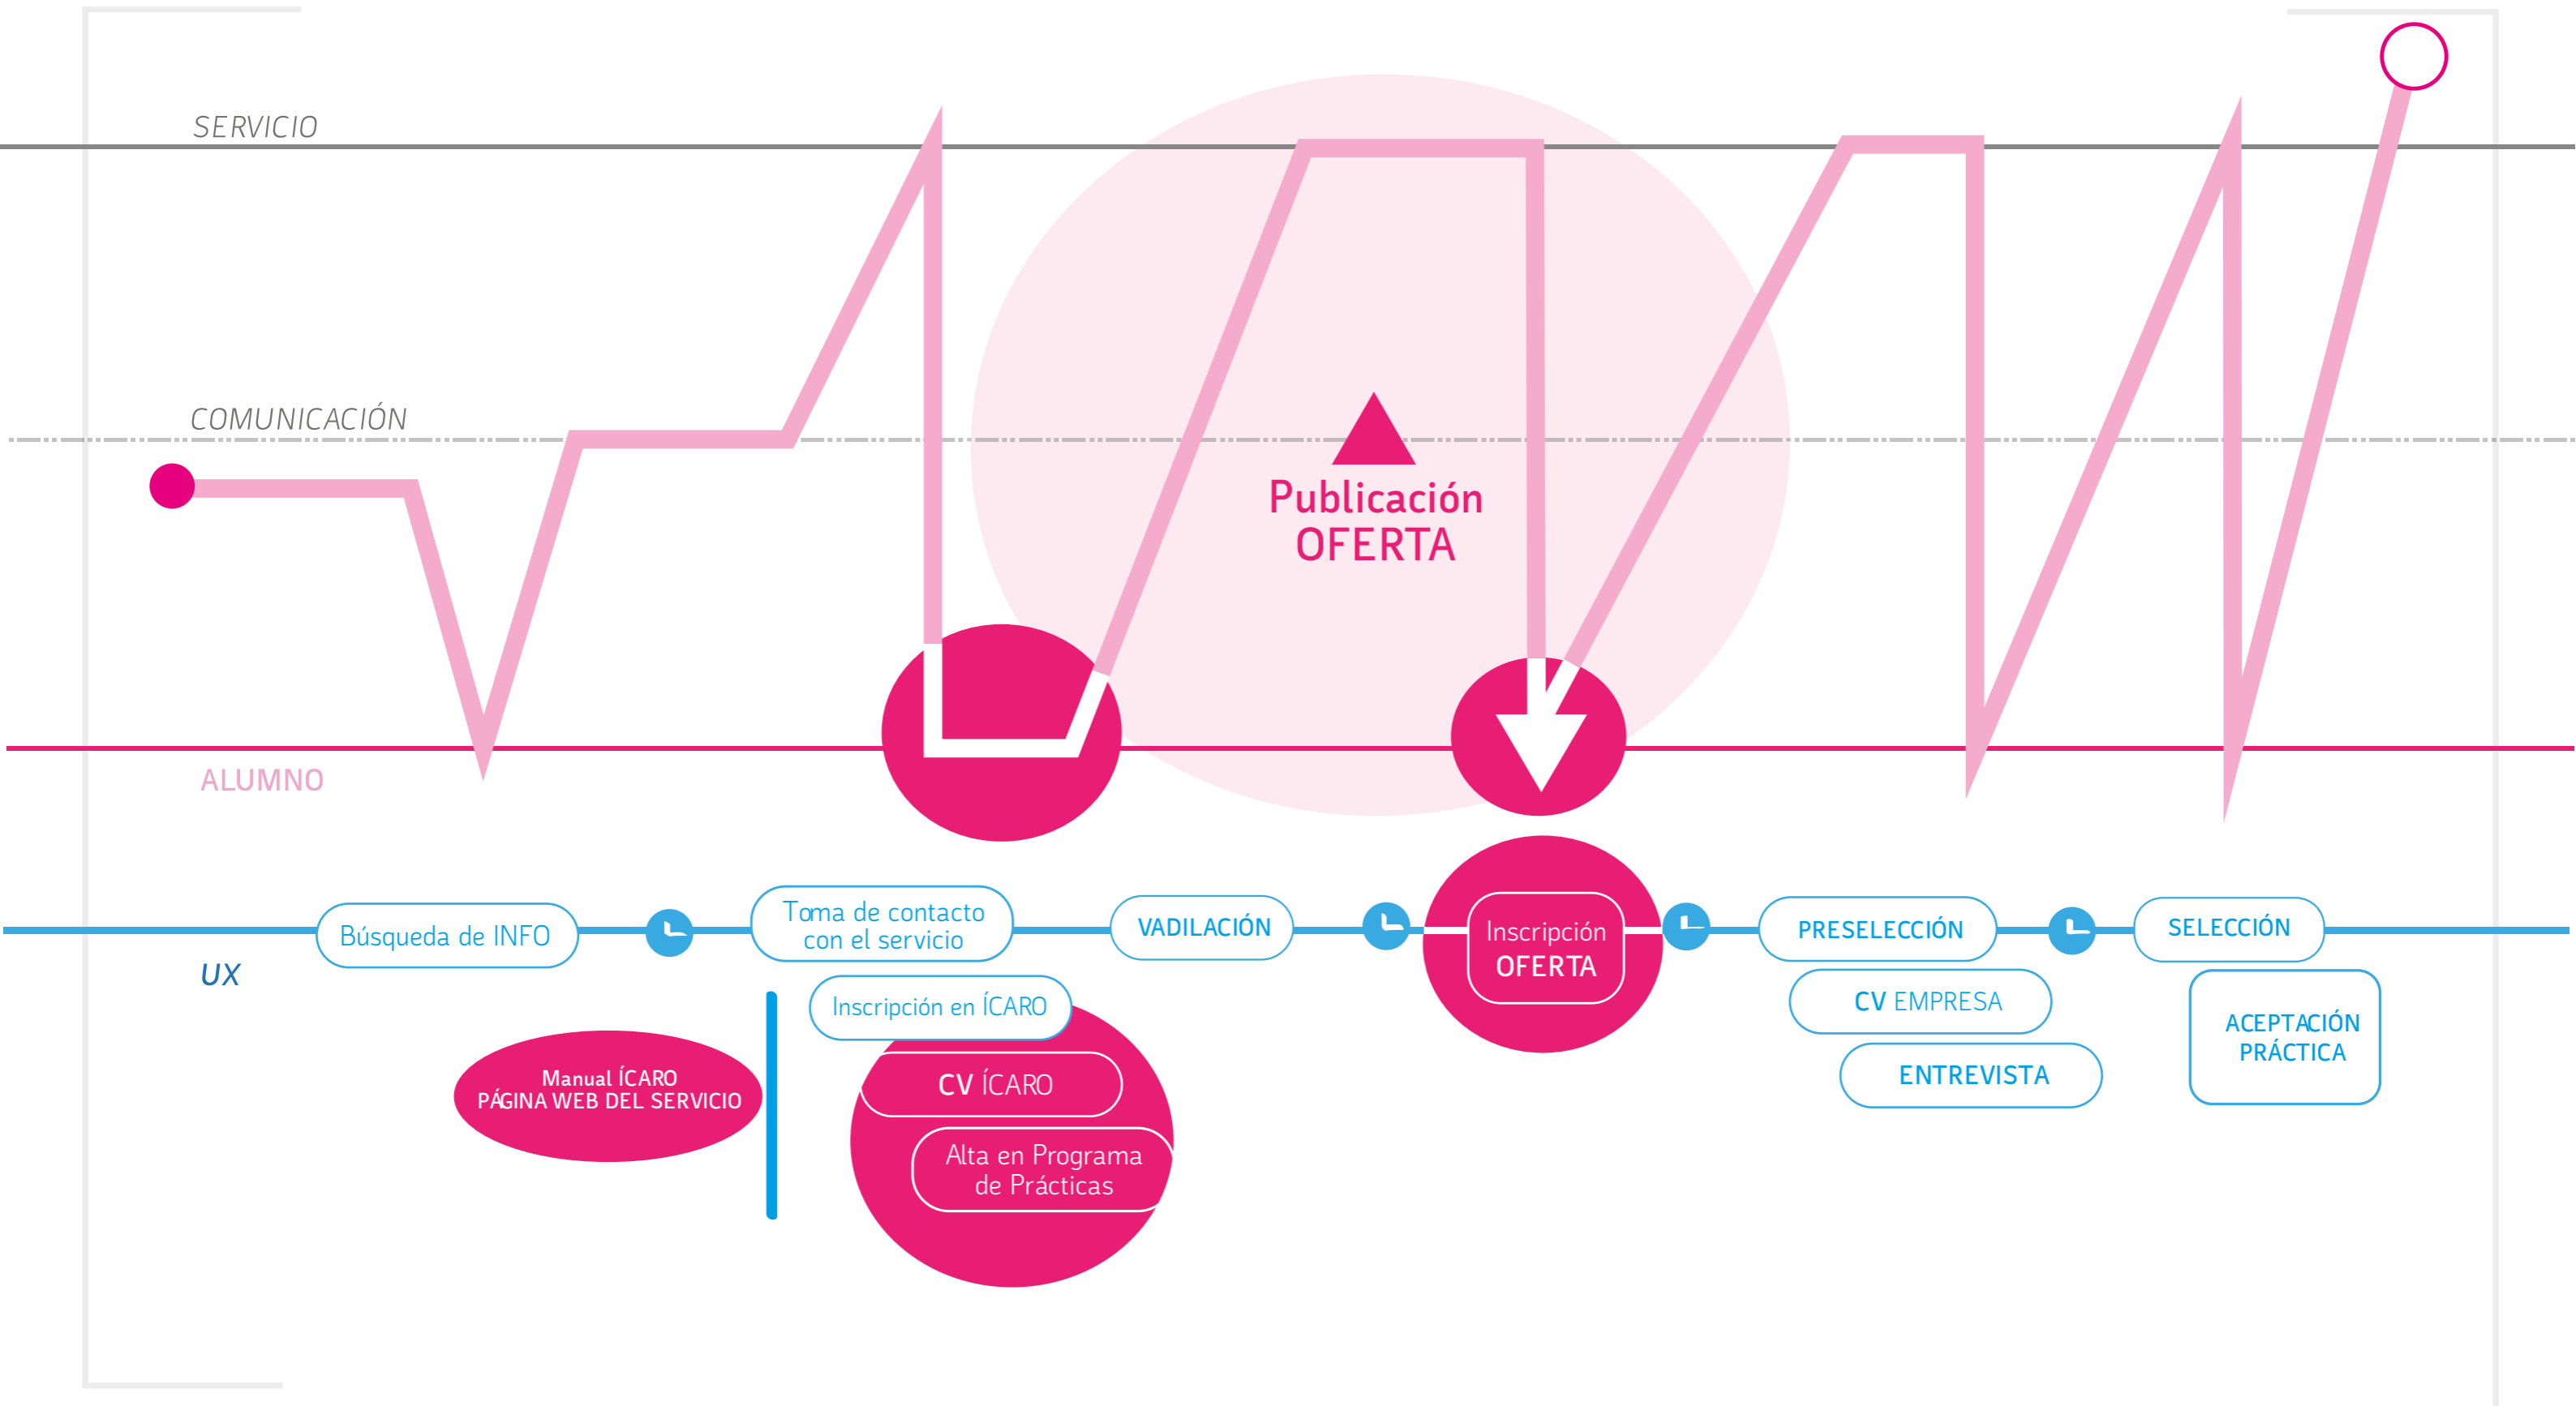 SERVICIO
COMUNICACIÓN
Publicación
OFERTA
ALUMNO
UX
Búsqueda de INFO
Toma de contacto
con el servicio
VADILACIÓN
Inscripción
OFERTA
PRESELECCIÓN
SELECCIÓN
Inscripción en ÍCARO
CV EMPRESA
ACEPTACIÓN
PRÁCTICA
Manual ÍCARO
PÁGINA WEB DEL SERVICIO
CV ÍCARO
ENTREVISTA
Alta en Programa
de Prácticas